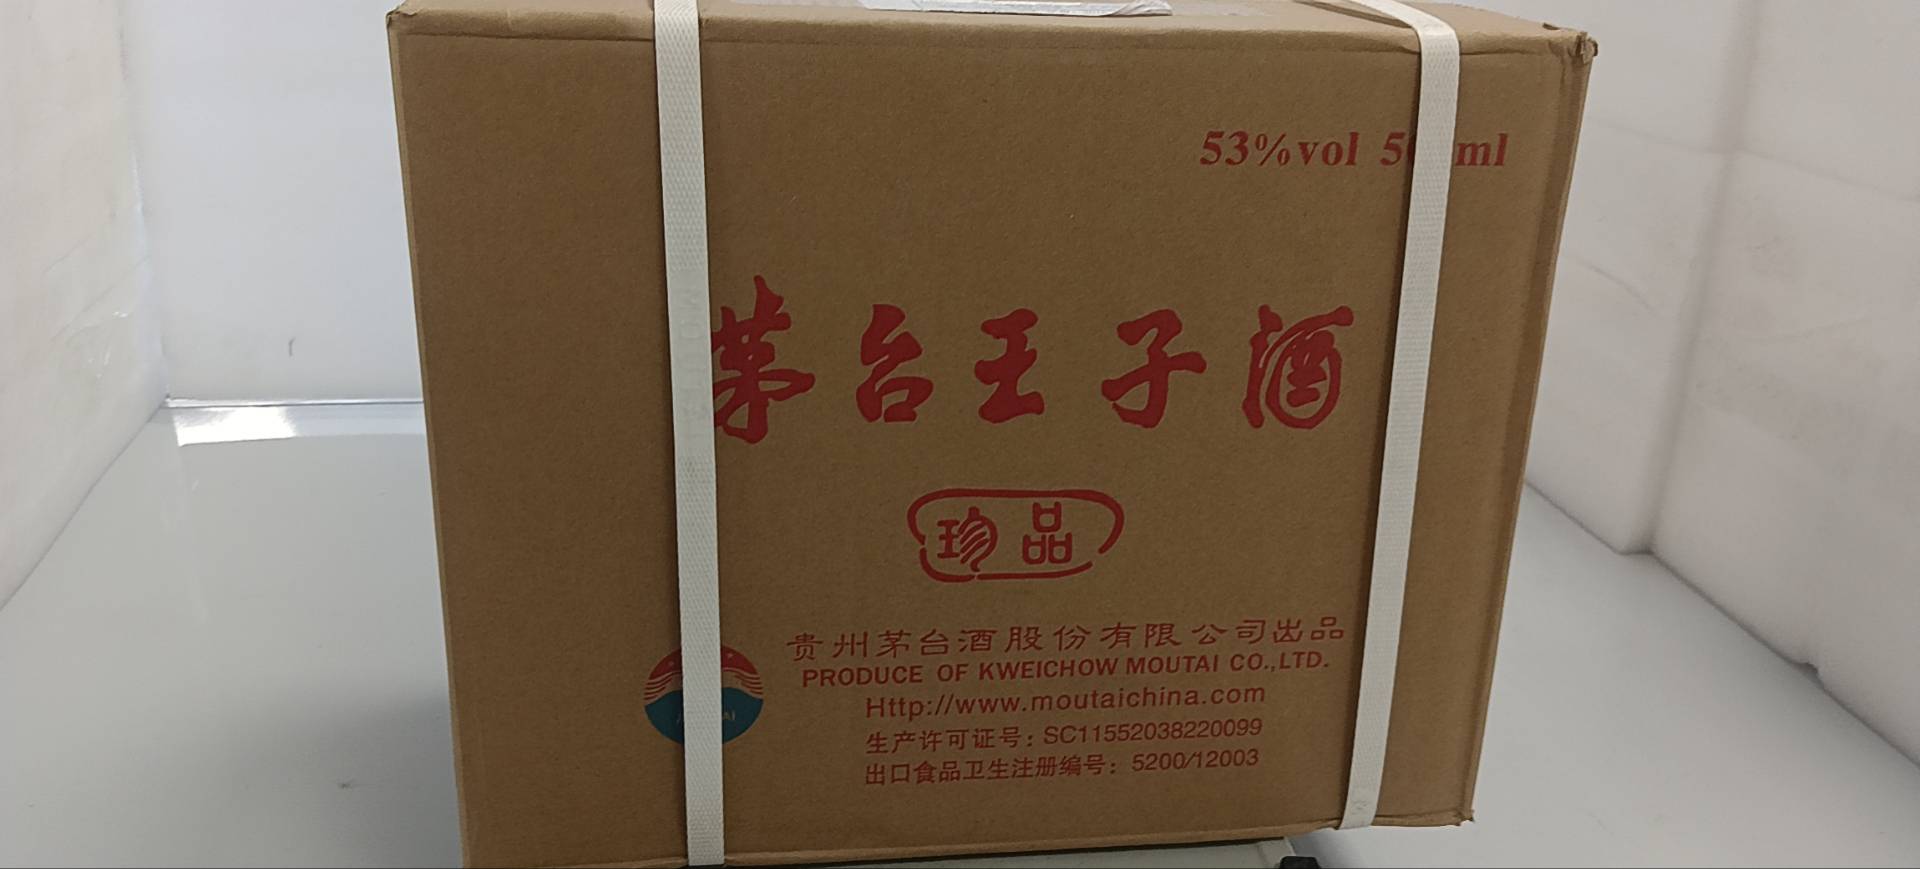 53%vol 5 ml
茅台王子酒
珍品
贵州茅台酒股份有限公司出品
PRODUCE OF KWEICHOW MOUTAI CO.,LTD.
Http://www.moutaichina.com
生产许可证号：SC11552038220099
出口食品卫生注册编号：5200/12003